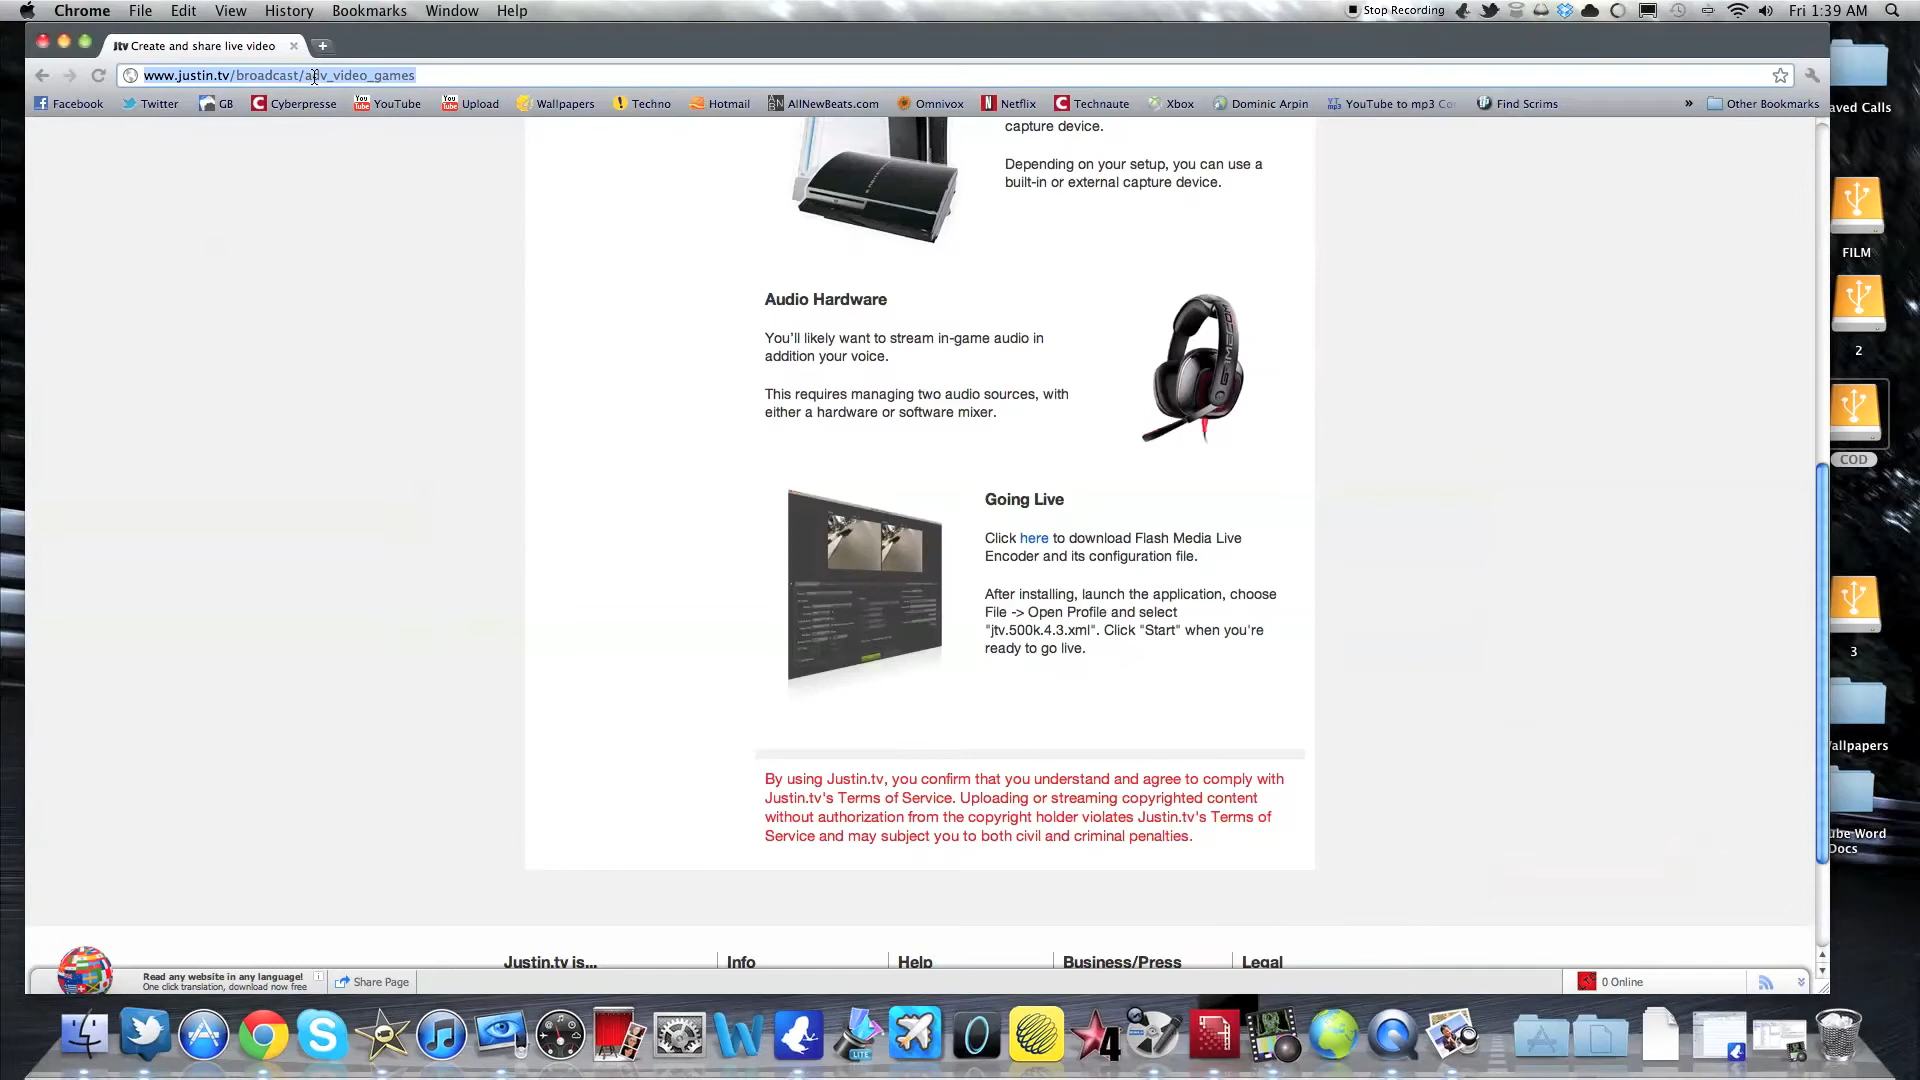 Chrome File Edit View History Bookmarks Window Help Stop Recording Fri 1:39 AM
Jtv Create and share live video
www.justin.tv/broadcast/adv_video_games
Facebook Twitter GB Cyberpresse YouTube Upload Wallpapers Techno Hotmail AllNewBeats.com Omnivox Netflix Technaute Xbox Dominic Arpin YouTube to mp3 Co Find Scrims » Other Bookmarks
aved Calls
capture device.
Depending on your setup, you can use a
built-in or external capture device.
FILM
Audio Hardware
You'll likely want to stream in-game audio in
addition your voice.
2
This requires managing two audio sources, with
either a hardware or software mixer.
COD
Going Live
Click here to download Flash Media Live
Encoder and its configuration file.
After installing, launch the application, choose
File -> Open Profile and select
"jtv.500k.4.3.xml". Click "Start" when you're
ready to go live.
3
allpapers
By using Justin.tv, you confirm that you understand and agree to comply with
Justin.tv's Terms of Service. Uploading or streaming copyrighted content
without authorization from the copyright holder violates Justin.tv's Terms of
Service and may subject you to both civil and criminal penalties.
ube Word
Docs
Justin.tv is... Info Help Business/Press Legal
Read any website in any language!
One click translation, download now free
Share Page
0 Online
LITE
4